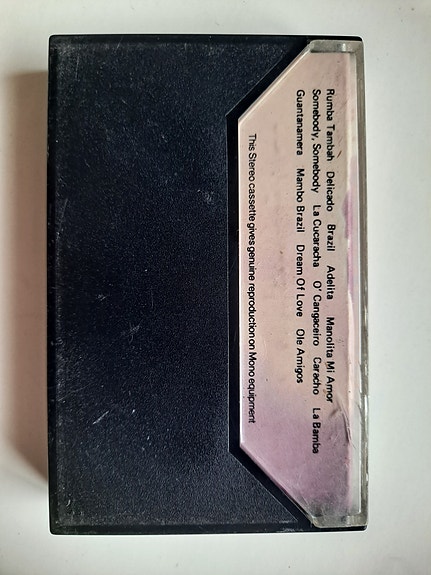 Rumba Tambah Delicado Brazil Adelita Manolita Mi Amor
Somebody, Somebody La Cucaracha O' Cangaceiro Caracho La Bamba
Guantanamera Mambo Brazil Dream Of Love Ole Amigos
This Stereo cassette gives genuine reproduction on Mono equipment